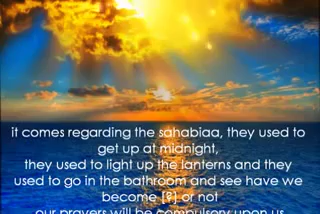 it comes regarding the sahabiaa, they used to
get up at midnight,
they used to light up the lanterns and they
used to go in the bathroom and see have we
become [?] or not
our prayers will be compulsory upon us